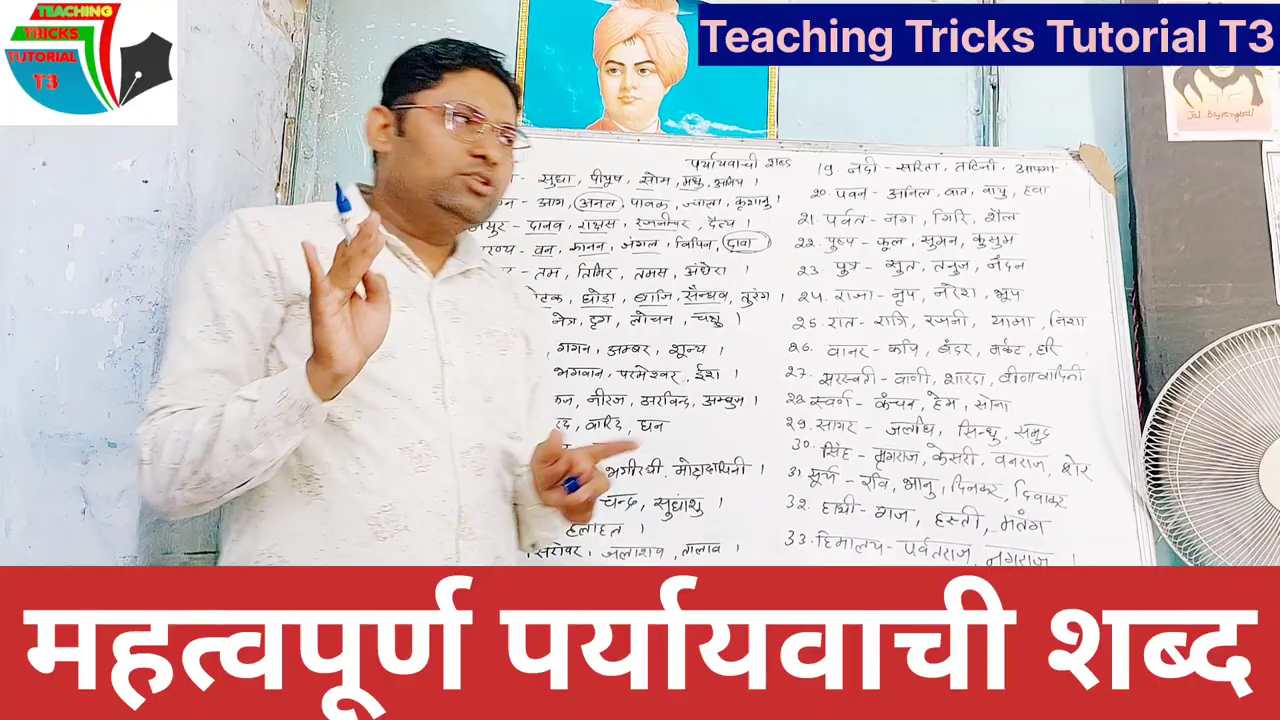 TEACHING
TRICKS
TUTORIAL
T3
Teaching Tricks Tutorial T3
Jai Bajrangbali
पर्यायवाची शब्द
सुधा, पीयूष, सोम, मधु, अमिय ।
आग, अनल, पावक, ज्वाला, कृशानु ।
दानव, राक्षस, रजनीचर, दैत्य
वन, कानन, जंगल, विपिन, दावा
तम, तिमिर, तमस, अंधेरा ।
घोड़ा, बाजि, सैन्धव, तुरंग ।
नेत्र, दृग, लोचन, चक्षु ।
गगन, अम्बर, शून्य ।
भगवान, परमेश्वर, ईश ।
नीरज, अरविन्द, अम्बुज ।
वारिद, घन
चन्द्र, सुधांशु ।
हलाहल ।
सरोवर, जलाशय, तालाब ।
19. नदी - सरिता, तटिनी, आपगा
20. पवन - अनिल, वात, वायु, हवा
21. पर्वत - नग, गिरि, शैल
22. पुष्प - फूल, सुमन, कुसुम
23. पुत्र - सुत, तनुज, नंदन
24. राजा - नृप, नरेश, भूप
25. रात - रात्रि, रजनी, यामा, निशा
26. वानर - कपि, बंदर, मर्कट, हरि
27. सरस्वती - वाणी, शारदा, वीणावादिनी
28. स्वर्ण - कंचन, हेम, सोना
29. सागर - जलधि, सिन्धु, समुद्र
30. सिंह - मृगराज, केसरी, वनराज, शेर
31. सूर्य - रवि, भानु, दिनकर, दिवाकर
32. हाथी - गज, हस्ती, मतंग
33. हिमालय - पर्वतराज, नगराज ।
महत्वपूर्ण पर्यायवाची शब्द